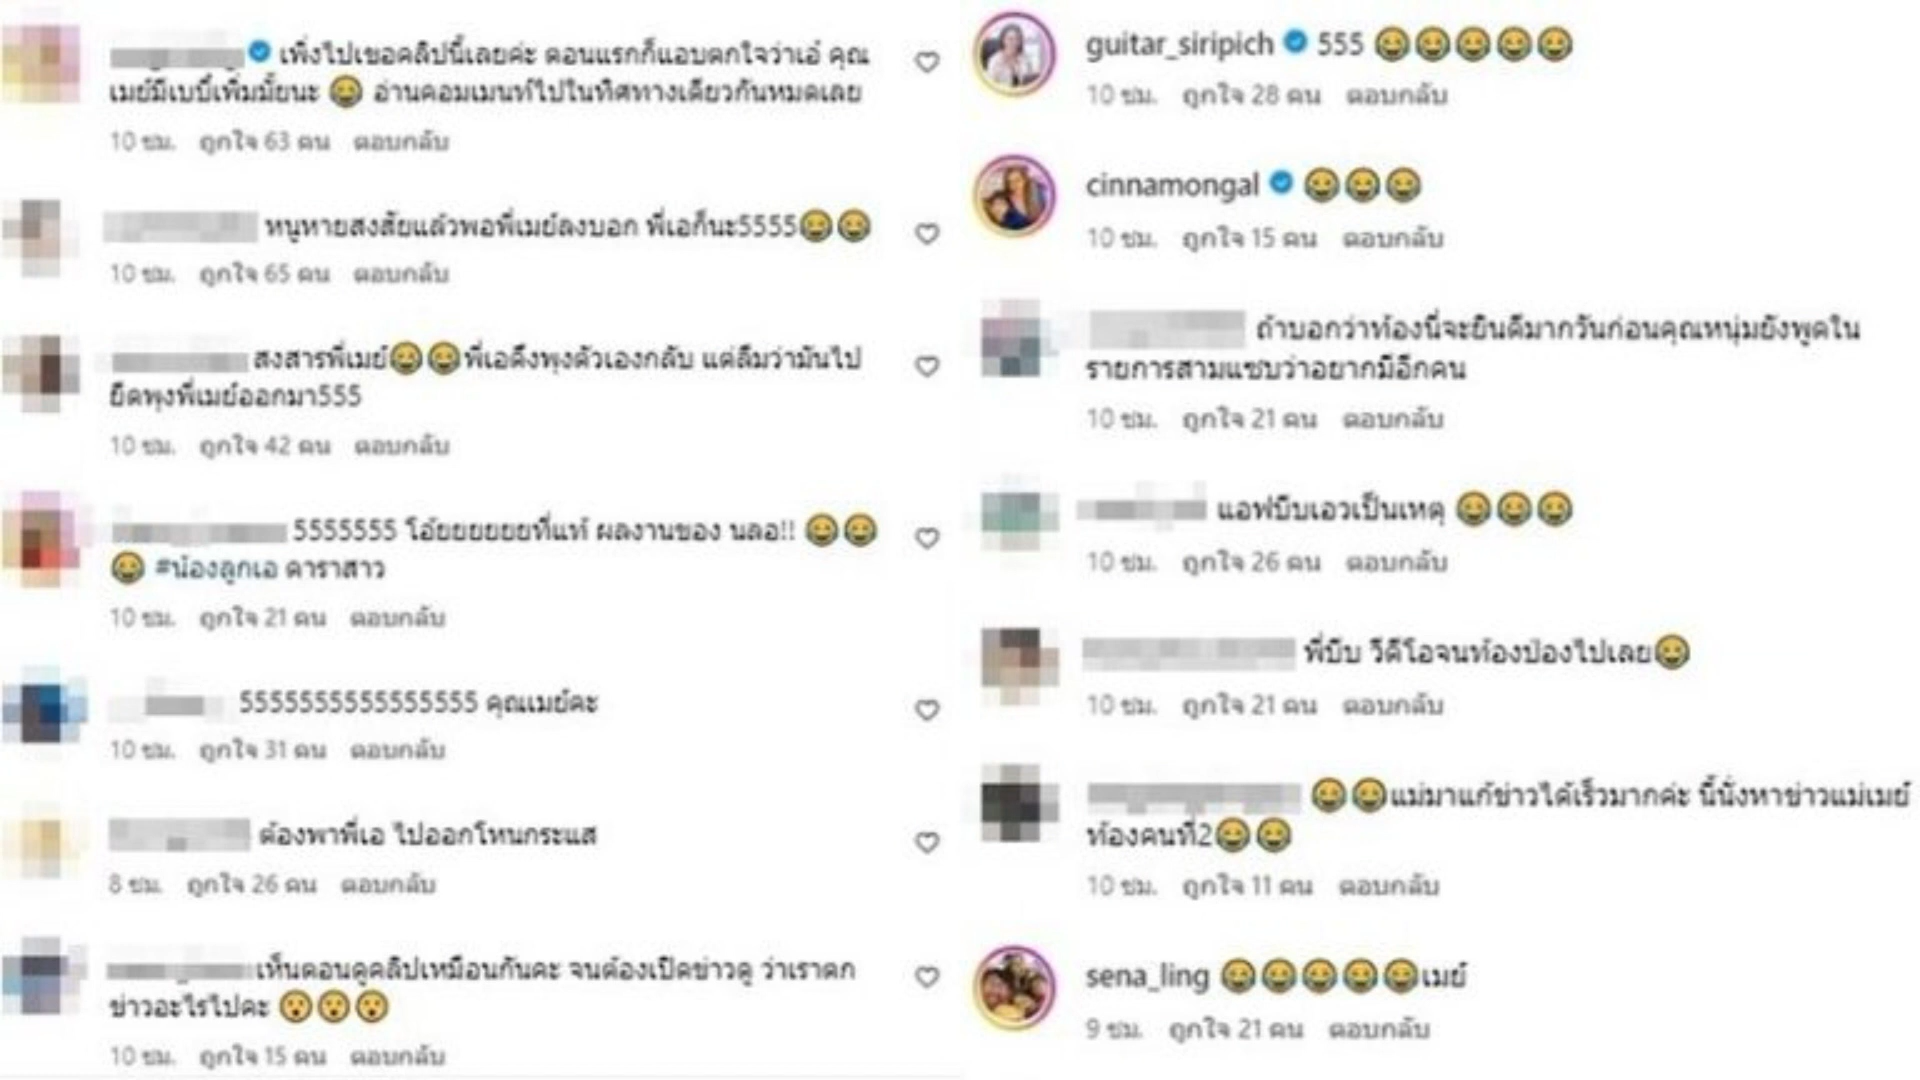 เพิ่งไปเจอคลิปนี้เลยค่ะ ตอนแรกก็แอบตกใจว่าเอ๋ คุณ
เมย์มีเบบี๋เพิ่มมั้ยนะ 😂 อ่านคอมเมนท์ไปในทิศทางเดียวกันหมดเลย
10 ชม. ถูกใจ 63 คน ตอบกลับ
หนูหายสงสัยแล้วพอพี่เมย์ลงบอก พี่เอก็นะ5555😂😂
10 ชม. ถูกใจ 65 คน ตอบกลับ
สงสารพี่เมย์😂😂พี่เอดึงพุงตัวเองกลับ แต่ลืมว่ามันไป
ยืดพุงพี่เมย์ออกมา555
10 ชม. ถูกใจ 42 คน ตอบกลับ
5555555 โอ๊ยยยยยยที่แท้ ผลงานของ นลอ!! 😂😂
😂 #น้องลูกเอ ดาราสาว
10 ชม. ถูกใจ 21 คน ตอบกลับ
5555555555555555 คุณเมย์คะ
10 ชม. ถูกใจ 31 คน ตอบกลับ
ต้องพาพี่เอ ไปออกโหนกระแส
8 ชม. ถูกใจ 26 คน ตอบกลับ
เห็นตอนดูคลิปเหมือนกันคะ จนต้องเปิดข่าวดู ว่าเราตก
ข่าวอะไรไปคะ 😮😮😮
10 ชม. ถูกใจ 15 คน ตอบกลับ
guitar_siripich 555 😂😂😂😂😂
10 ชม. ถูกใจ 28 คน ตอบกลับ
cinnamongal 😂😂😂
10 ชม. ถูกใจ 15 คน ตอบกลับ
ถ้าบอกว่าท้องนี่จะยินดีมากวันก่อนคุณหนุ่มยังพูดใน
รายการสามแซ่บว่าอยากมีอีกคน
10 ชม. ถูกใจ 21 คน ตอบกลับ
แอฟบีบเอวเป็นเหตุ 😂😂😂
10 ชม. ถูกใจ 26 คน ตอบกลับ
พี่บีบ วีดีโอจนท้องป่องไปเลย😂
10 ชม. ถูกใจ 21 คน ตอบกลับ
😂😂แม่มาแก้ข่าวได้เร็วมากค่ะ นี้นั่งหาข่าวแม่เมย์
ท้องคนที่2😂😂
10 ชม. ถูกใจ 11 คน ตอบกลับ
sena_ling 😂😂😂😂😂เมย์
9 ชม. ถูกใจ 21 คน ตอบกลับ